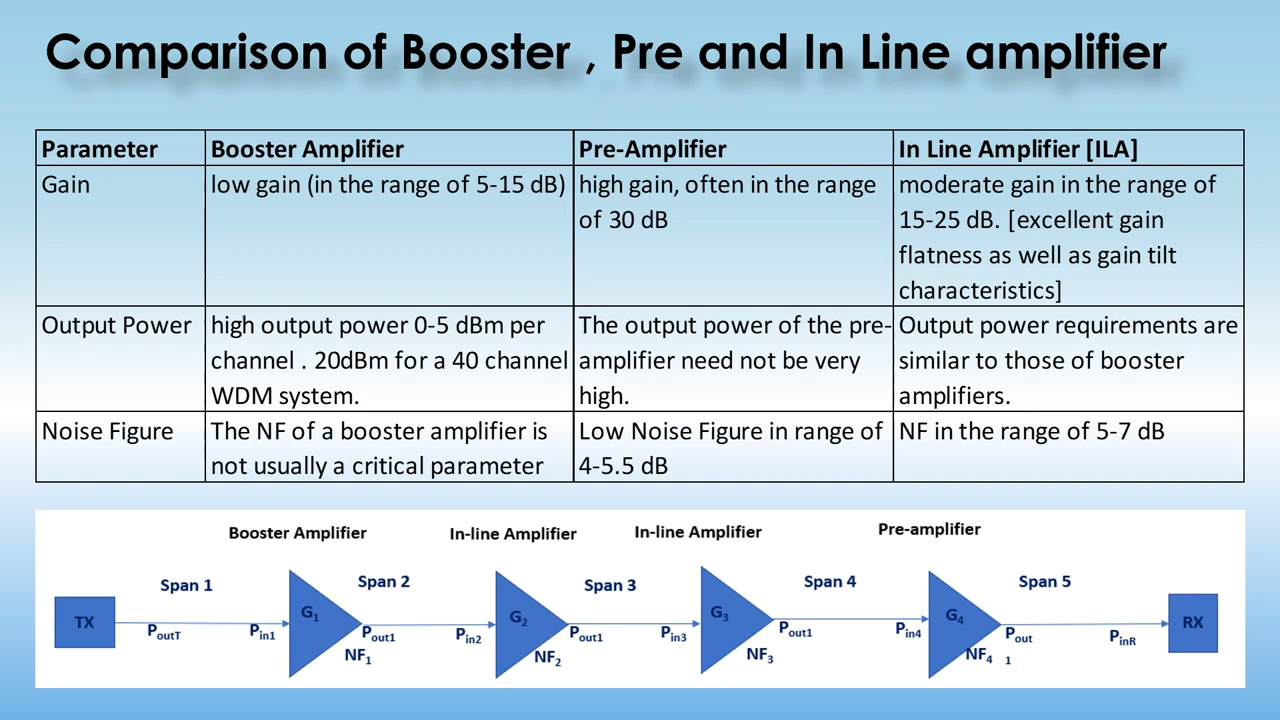 Comparison of Booster , Pre and In Line amplifier
Parameter
Booster Amplifier
Pre-Amplifier
In Line Amplifier [ILA]
Gain
low gain (in the range of 5-15 dB)
high gain, often in the range
of 30 dB
moderate gain in the range of
15-25 dB. [excellent gain
flatness as well as gain tilt
characteristics]
Output Power
high output power 0-5 dBm per
channel . 20dBm for a 40 channel
WDM system.
The output power of the pre-
amplifier need not be very
high.
Output power requirements are
similar to those of booster
amplifiers.
Noise Figure
The NF of a booster amplifier is
not usually a critical parameter
Low Noise Figure in range of
4-5.5 dB
NF in the range of 5-7 dB
Booster Amplifier
In-line Amplifier
In-line Amplifier
Pre-amplifier
Span 1
Span 2
Span 3
Span 4
Span 5
TX
PoutT
Pin1
G1
NF1
Pout1
Pin2
G2
NF2
Pout1
Pin3
G3
NF3
Pout1
Pin4
G4
NF4
Pout
1
PinR
RX